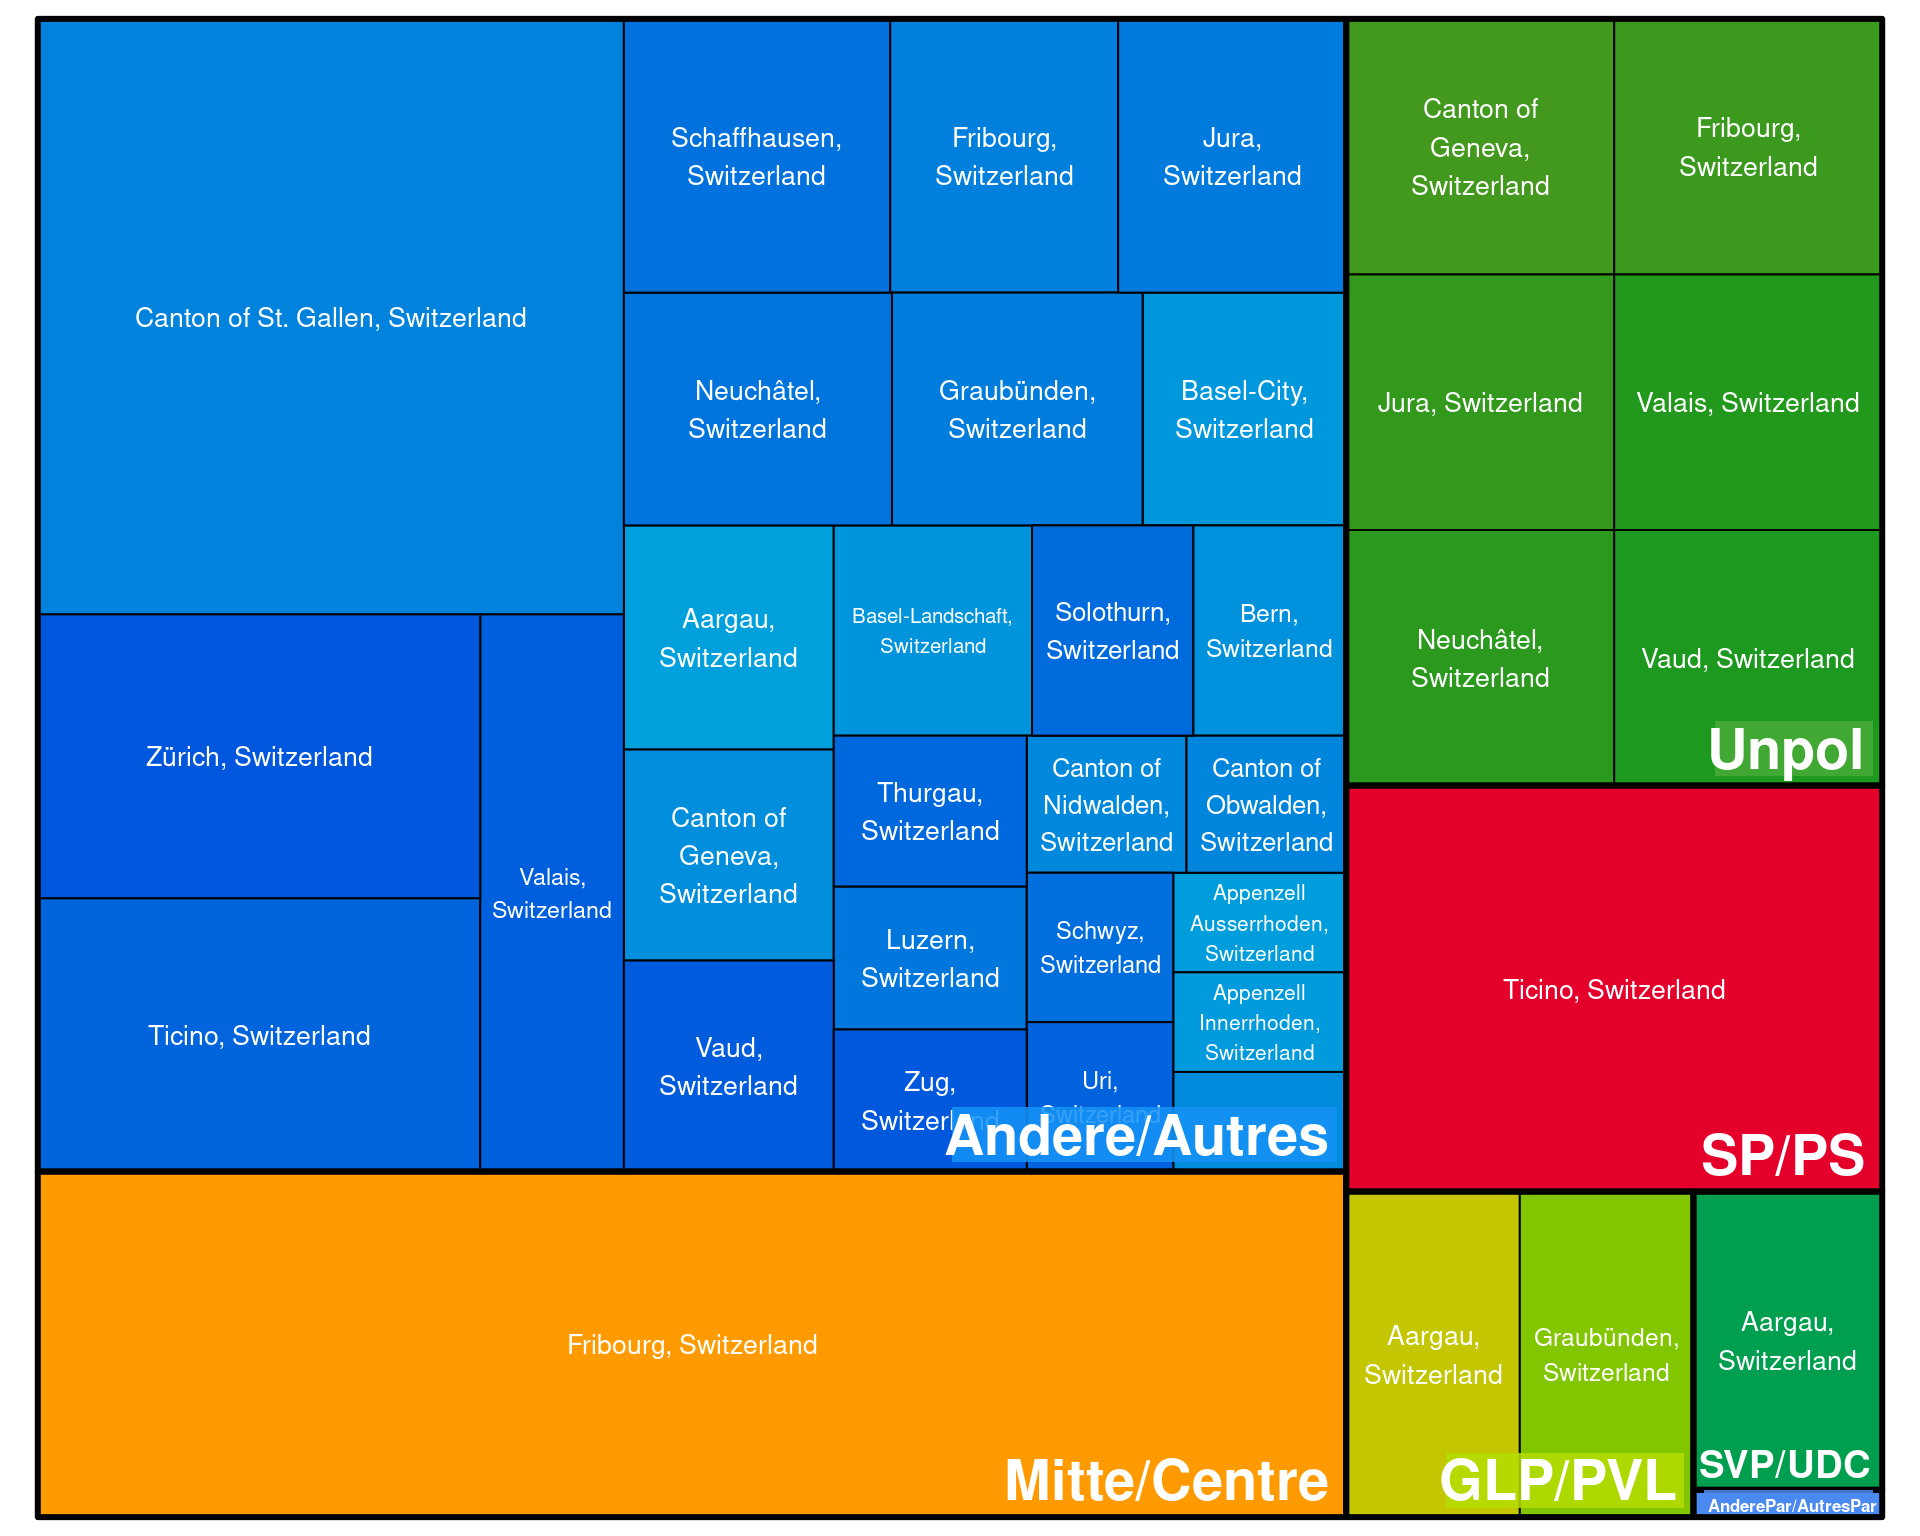 Canton of St. Gallen, Switzerland
Schaffhausen,
Switzerland
Fribourg,
Switzerland
Jura,
Switzerland
Neuchâtel,
Switzerland
Graubünden,
Switzerland
Basel-City,
Switzerland
Zürich, Switzerland
Ticino, Switzerland
Valais,
Switzerland
Aargau,
Switzerland
Basel-Landschaft,
Switzerland
Solothurn,
Switzerland
Bern,
Switzerland
Canton of
Geneva,
Switzerland
Vaud,
Switzerland
Thurgau,
Switzerland
Luzern,
Switzerland
Zug,
Switzerland
Canton of
Nidwalden,
Switzerland
Canton of
Obwalden,
Switzerland
Schwyz,
Switzerland
Uri,
Switzerland
Appenzell
Ausserrhoden,
Switzerland
Appenzell
Innerrhoden,
Switzerland
Andere/Autres
Fribourg, Switzerland
Mitte/Centre
Canton of
Geneva,
Switzerland
Fribourg,
Switzerland
Jura, Switzerland
Valais, Switzerland
Neuchâtel,
Switzerland
Vaud, Switzerland
Unpol
Ticino, Switzerland
SP/PS
Aargau,
Switzerland
Graubünden,
Switzerland
GLP/PVL
Aargau,
Switzerland
SVP/UDC
AnderePar/AutresPar